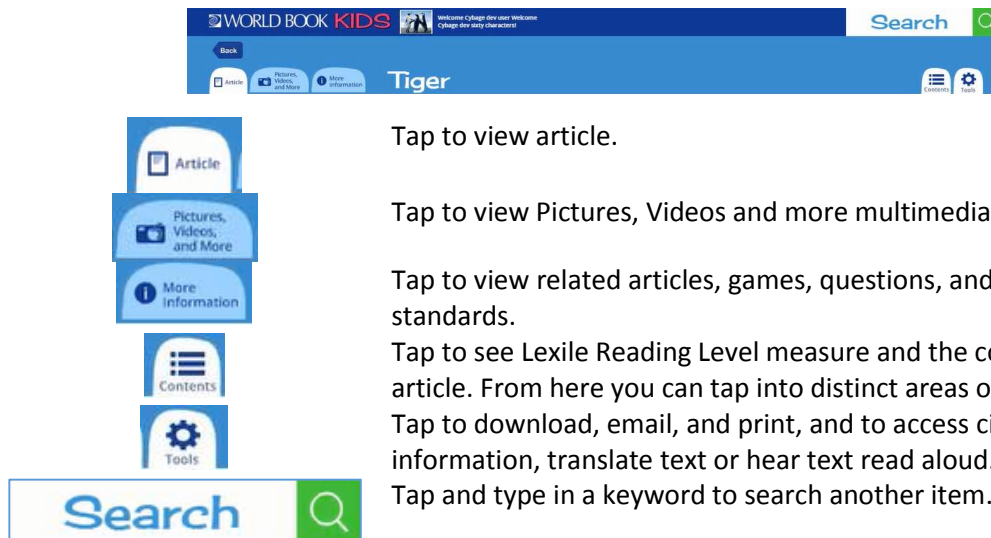 WORLD BOOK KIDS
Welcome Cybage dev user Welcome
Cybage dev sixty characters!
Search
Back
Article
Pictures,
Videos,
and More
More
Information
Tiger
Contents
Tools
Article
Tap to view article.
Pictures,
Videos,
and More
Tap to view Pictures, Videos and more multimedia
More
Information
Tap to view related articles, games, questions, and
standards.
Contents
Tap to see Lexile Reading Level measure and the
article. From here you can tap into distinct areas
Tools
Tap to download, email, and print, and to access
information, translate text or hear text read aloud.
Search
Tap and type in a keyword to search another item.